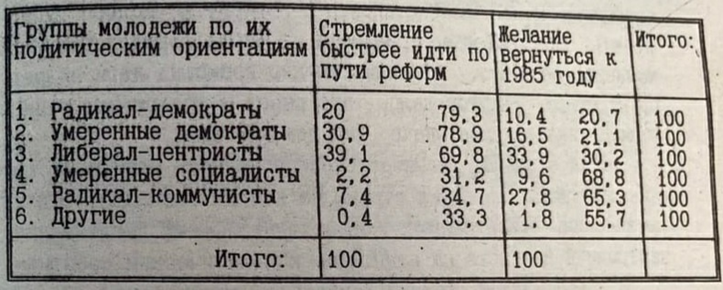 Группы молодежи по их политическим ориентациям | Стремление быстрее идти по пути реформ | Желание вернуться к 1985 году | Итого:
1. Радикал-демократы 20 79,3 10,4 20,7 100
2. Умеренные демократы 30,9 78,9 16,5 21,1 100
3. Либерал-центристы 39,1 69,8 33,9 30,2 100
4. Умеренные социалисты 2,2 31,2 9,6 68,8 100
5. Радикал-коммунисты 7,4 34,7 27,8 65,3 100
6. Другие 0,4 33,3 1,8 55,7 100
Итого: 100 100